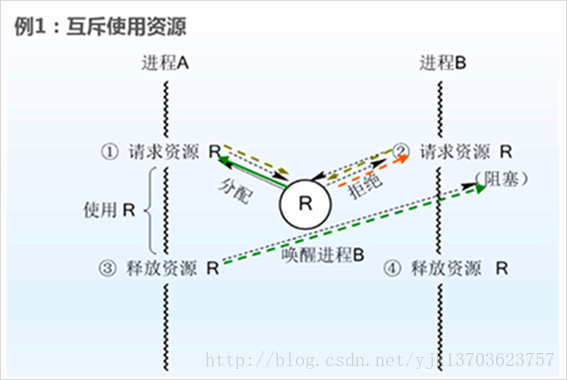 例1：互斥使用资源
进程A 进程B
① 请求资源 R ② 请求资源 R
分配 R 拒绝 （阻塞）
使用 R
唤醒进程B
③ 释放资源 R ④ 释放资源 R
http://blog.csdn.net/yjk13703623757